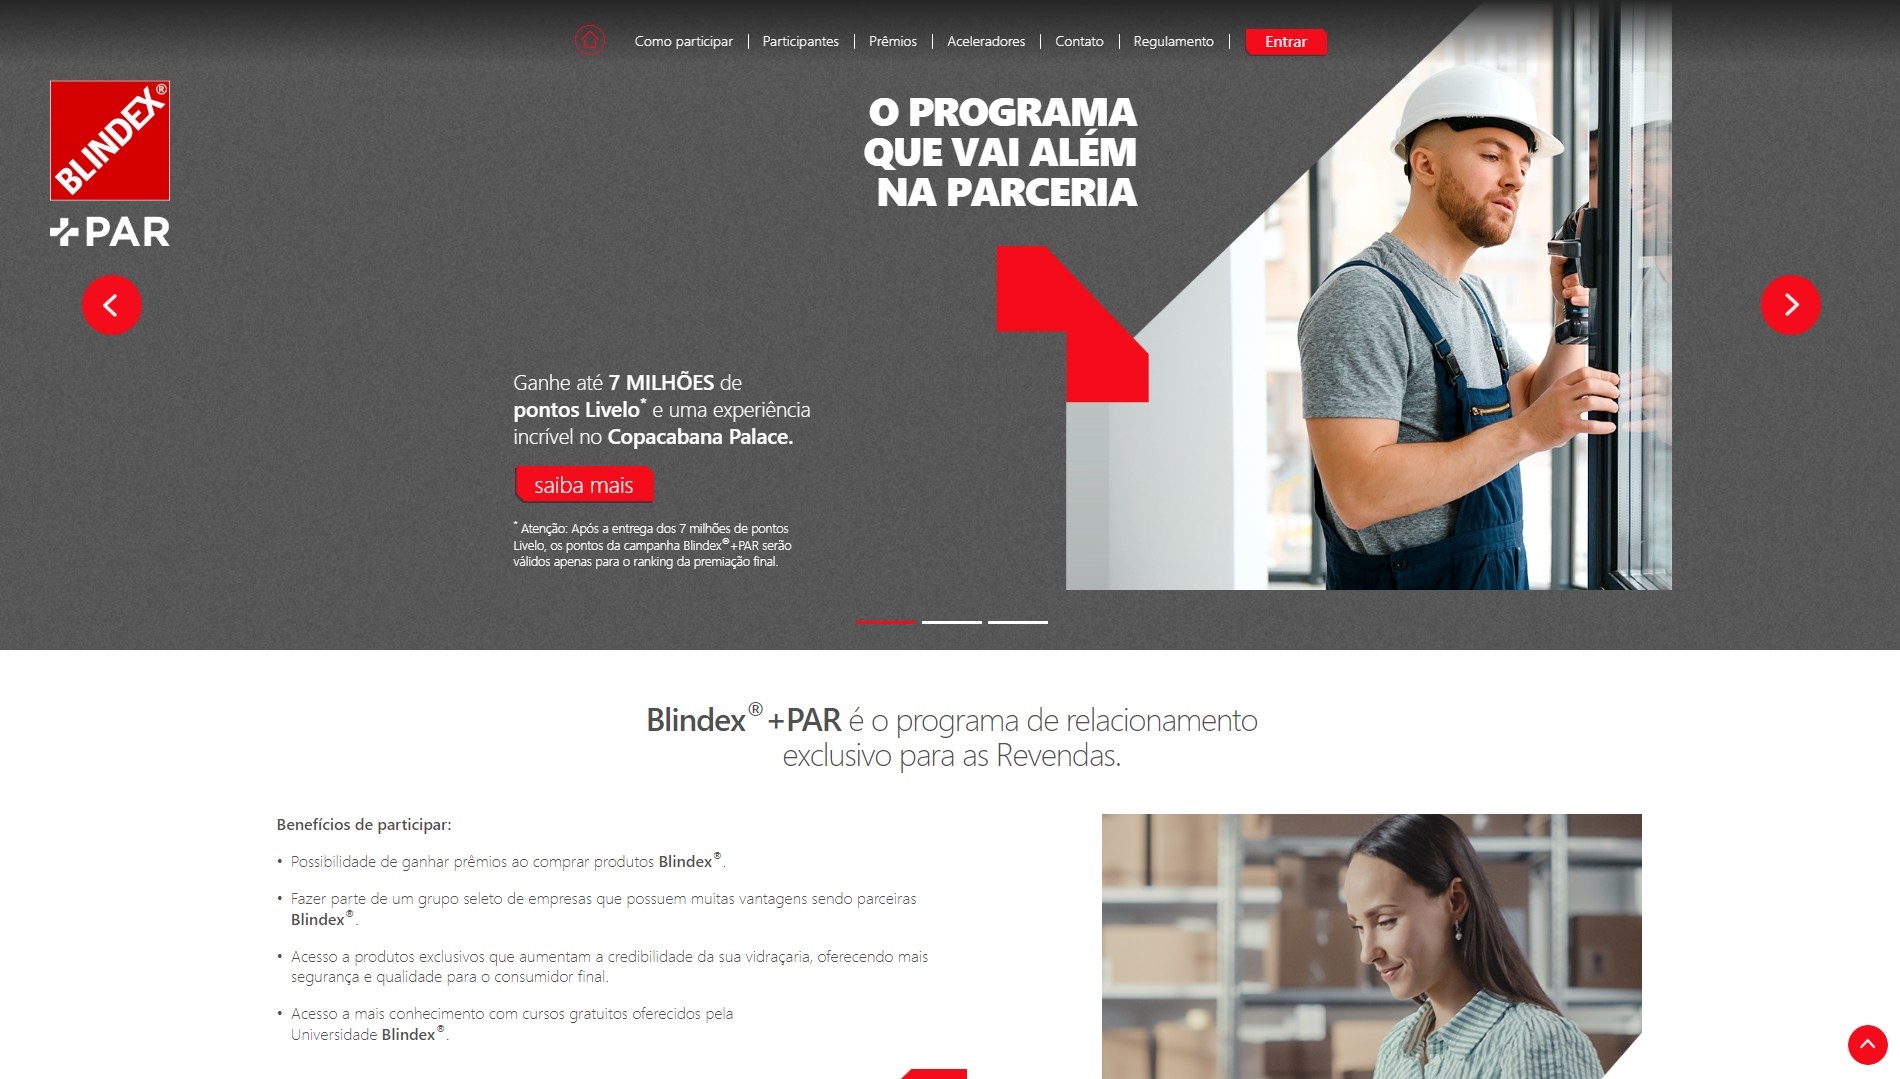 Como participar
Participantes
Prêmios
Aceleradores
Contato
Regulamento
Entrar
BLINDEX®
+PAR
O PROGRAMA
QUE VAI ALÉM
NA PARCERIA
Ganhe até 7 MILHÕES de
pontos Livelo* e uma experiência
incrível no Copacabana Palace.
saiba mais
* Atenção: Após a entrega dos 7 milhões de pontos
Livelo, os pontos da campanha Blindex®+PAR serão
válidos apenas para o ranking da premiação final.
Blindex®+PAR é o programa de relacionamento
exclusivo para as Revendas.
Benefícios de participar:
• Possibilidade de ganhar prêmios ao comprar produtos Blindex®.
• Fazer parte de um grupo seleto de empresas que possuem muitas vantagens sendo parceiras
Blindex®.
• Acesso a produtos exclusivos que aumentam a credibilidade da sua vidraçaria, oferecendo mais
segurança e qualidade para o consumidor final.
• Acesso a mais conhecimento com cursos gratuitos oferecidos pela
Universidade Blindex®.